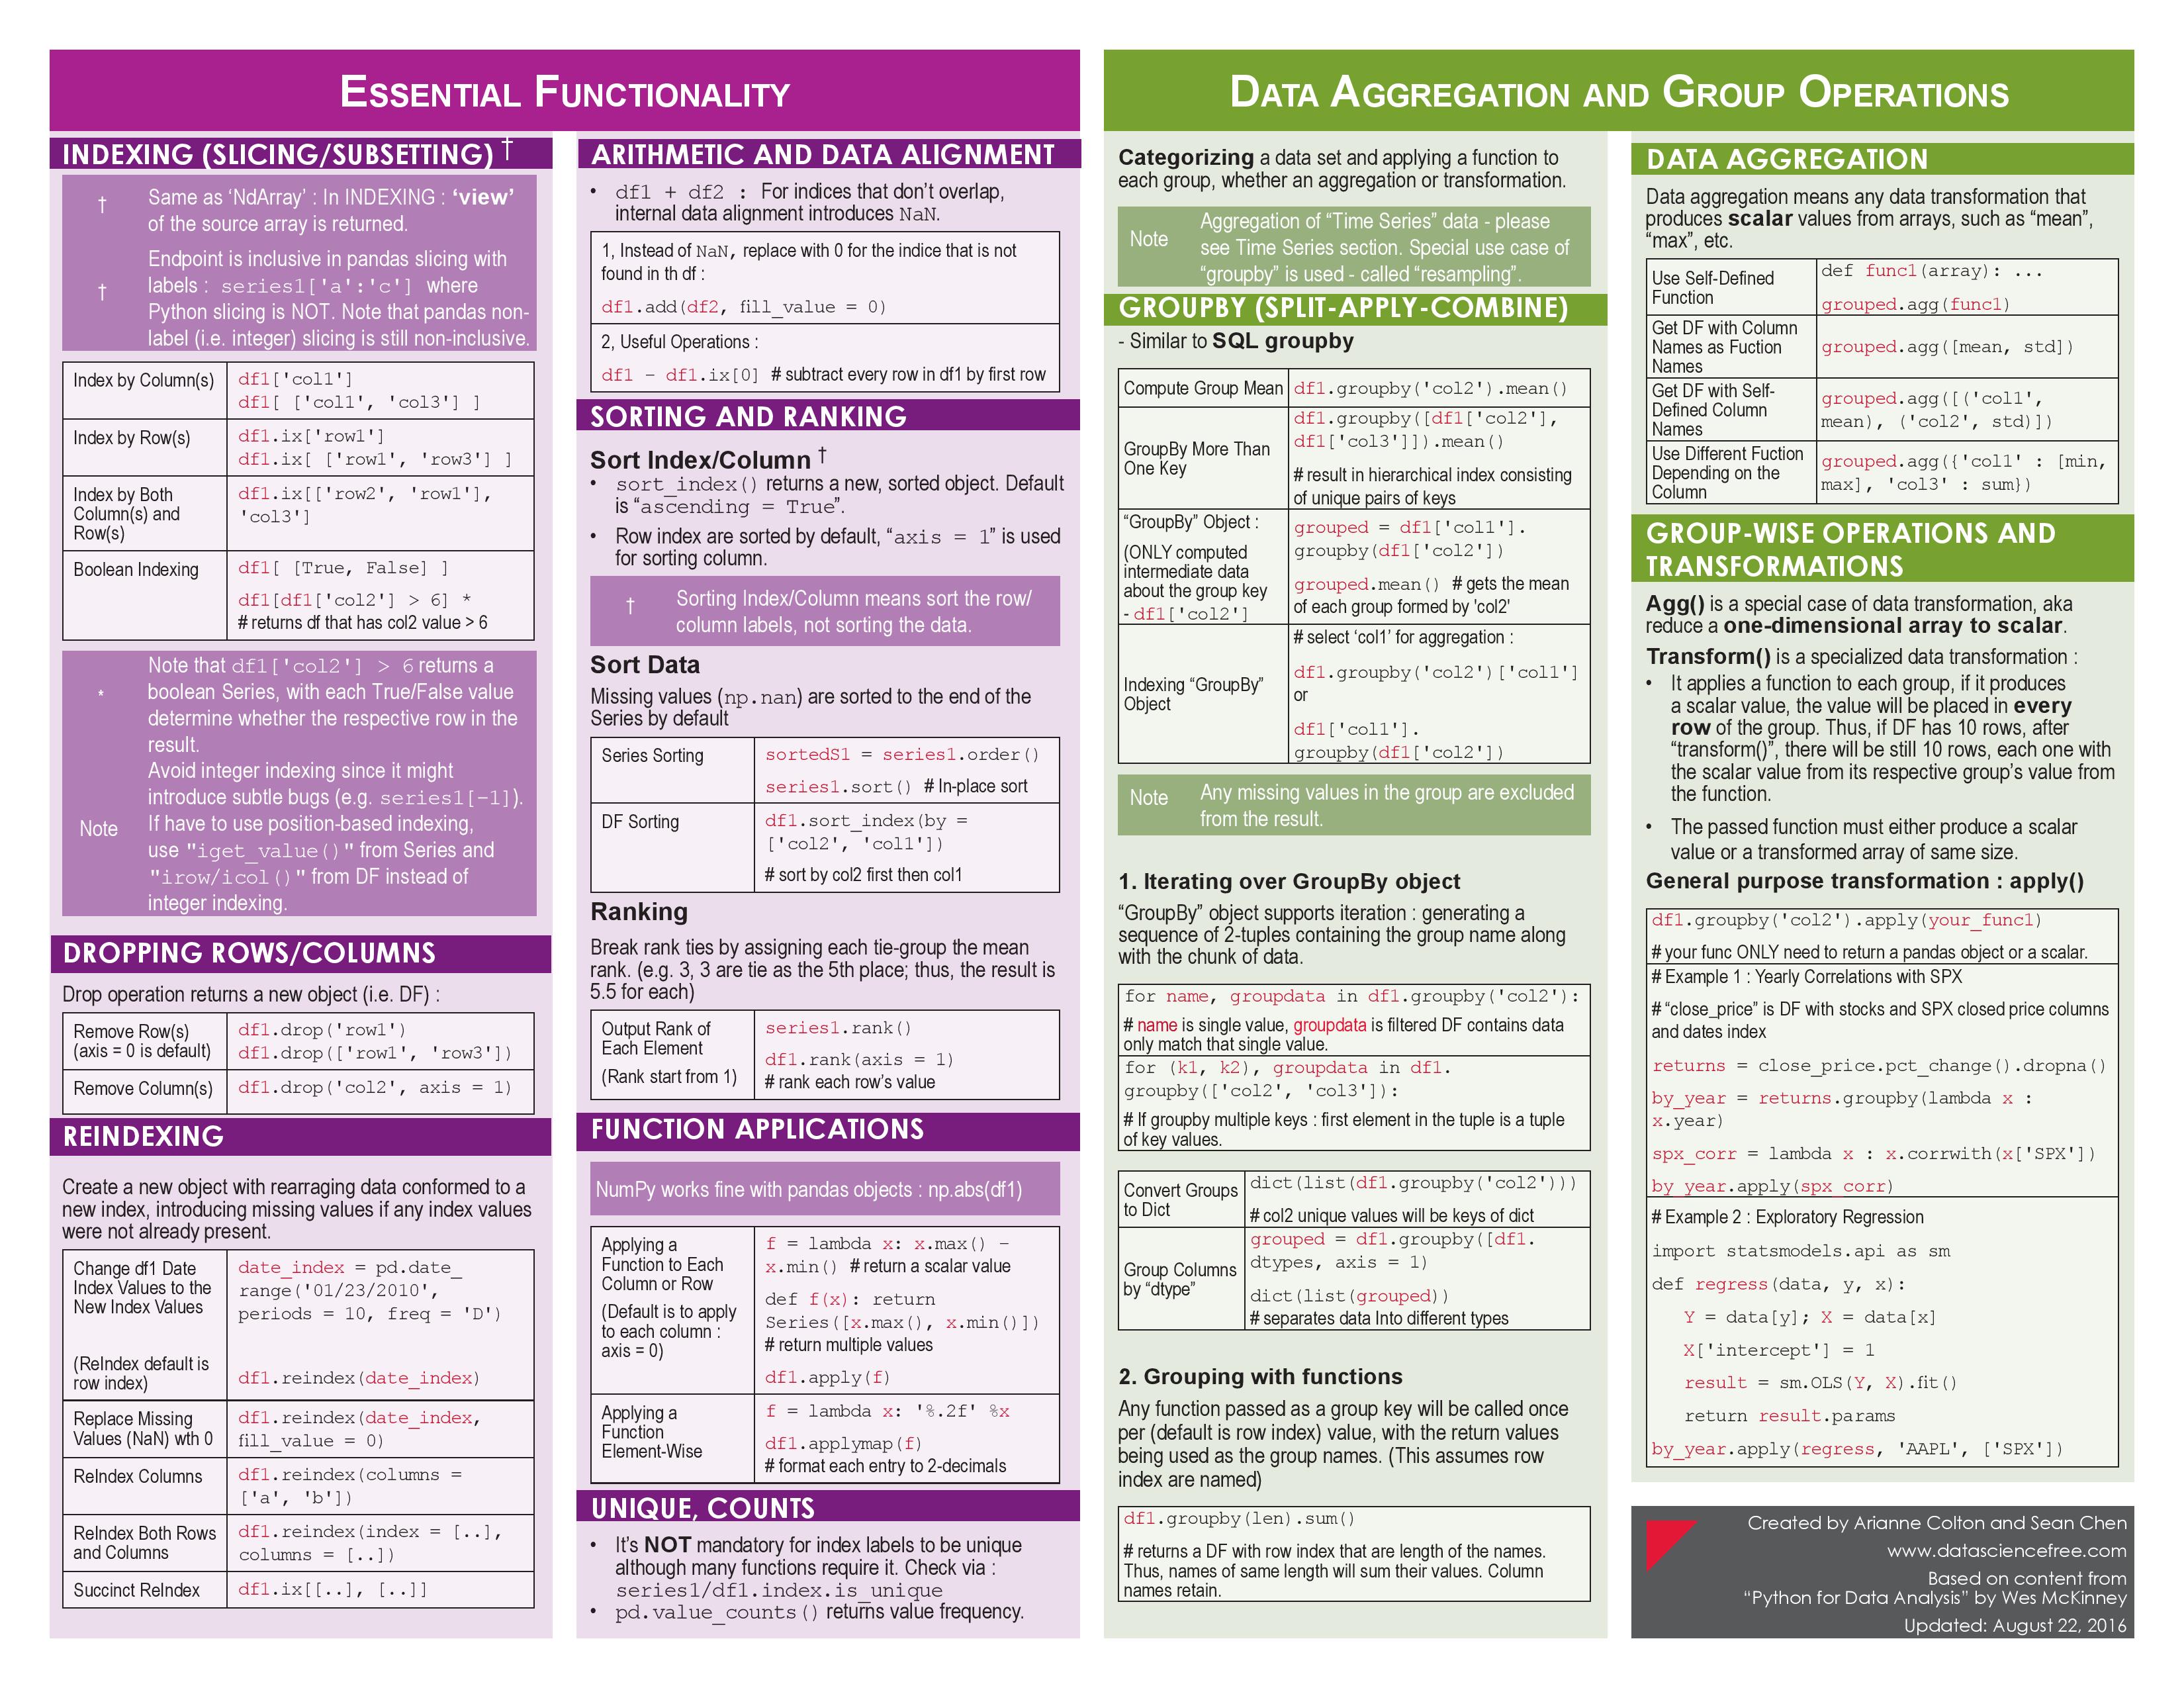 Essential Functionality
INDEXING (SLICING/SUBSETTING) †
† Same as ‘NdArray’ : In INDEXING : ‘view’
of the source array is returned.
† Endpoint is inclusive in pandas slicing with
labels : series1['a':'c'] where
Python slicing is NOT. Note that pandas non-
label (i.e. integer) slicing is still non-inclusive.
Index by Column(s)
df1['col1']
df1[ ['col1', 'col3'] ]
Index by Row(s)
df1.ix['row1']
df1.ix[ ['row1', 'row3'] ]
Index by Both
Column(s) and
Row(s)
df1.ix[['row2', 'row1'],
'col3']
Boolean Indexing
df1[ [True, False] ]
df1[df1['col2'] > 6] *
# returns df that has col2 value > 6
* Note that df1['col2'] > 6 returns a
boolean Series, with each True/False value
determine whether the respective row in the
result.
Note Avoid integer indexing since it might
introduce subtle bugs (e.g. series1[-1]).
If have to use position-based indexing,
use "iget_value()" from Series and
"irow/icol()" from DF instead of
integer indexing.
DROPPING ROWS/COLUMNS
Drop operation returns a new object (i.e. DF) :
Remove Row(s)
(axis = 0 is default)
df1.drop('row1')
df1.drop(['row1', 'row3'])
Remove Column(s)
df1.drop('col2', axis = 1)
REINDEXING
Create a new object with rearraging data conformed to a
new index, introducing missing values if any index values
were not already present.
Change df1 Date
Index Values to the
New Index Values
(ReIndex default is
row index)
date_index = pd.date_
range('01/23/2010',
periods = 10, freq = 'D')
df1.reindex(date_index)
Replace Missing
Values (NaN) wth 0
df1.reindex(date_index,
fill_value = 0)
ReIndex Columns
df1.reindex(columns =
['a', 'b'])
ReIndex Both Rows
and Columns
df1.reindex(index = [..],
columns = [..])
Succinct ReIndex
df1.ix[[..], [..]]
ARITHMETIC AND DATA ALIGNMENT
• df1 + df2 : For indices that don’t overlap,
internal data alignment introduces NaN.
1, Instead of NaN, replace with 0 for the indice that is not
found in th df :
df1.add(df2, fill_value = 0)
2, Useful Operations :
df1 - df1.ix[0] # subtract every row in df1 by first row
SORTING AND RANKING
Sort Index/Column †
• sort_index() returns a new, sorted object. Default
is “ascending = True”.
• Row index are sorted by default, “axis = 1” is used
for sorting column.
† Sorting Index/Column means sort the row/
column labels, not sorting the data.
Sort Data
Missing values (np.nan) are sorted to the end of the
Series by default
Series Sorting
sortedS1 = series1.order()
series1.sort() # In-place sort
DF Sorting
df1.sort_index(by =
['col2', 'col1'])
# sort by col2 first then col1
Ranking
Break rank ties by assigning each tie-group the mean
rank. (e.g. 3, 3 are tie as the 5th place; thus, the result is
5.5 for each)
Output Rank of
Each Element
(Rank start from 1)
series1.rank()
df1.rank(axis = 1)
# rank each row’s value
FUNCTION APPLICATIONS
NumPy works fine with pandas objects : np.abs(df1)
Applying a
Function to Each
Column or Row
(Default is to apply
to each column :
axis = 0)
f = lambda x: x.max() -
x.min() # return a scalar value
def f(x): return
Series([x.max(), x.min()])
# return multiple values
df1.apply(f)
Applying a
Function
Element-Wise
f = lambda x: '%.2f' %x
df1.applymap(f)
# format each entry to 2-decimals
UNIQUE, COUNTS
• It’s NOT mandatory for index labels to be unique
although many functions require it. Check via :
series1/df1.index.is_unique
• pd.value_counts() returns value frequency.
Data Aggregation and Group Operations
Categorizing a data set and applying a function to
each group, whether an aggregation or transformation.
Note Aggregation of “Time Series” data - please
see Time Series section. Special use case of
“groupby” is used - called “resampling”.
GROUPBY (SPLIT-APPLY-COMBINE)
- Similar to SQL groupby
Compute Group Mean
df1.groupby('col2').mean()
GroupBy More Than
One Key
df1.groupby([df1['col2'],
df1['col3']]).mean()
# result in hierarchical index consisting
of unique pairs of keys
“GroupBy” Object :
(ONLY computed
intermediate data
about the group key
- df1['col2']
grouped = df1['col1'].
groupby(df1['col2'])
grouped.mean() # gets the mean
of each group formed by 'col2'
Indexing “GroupBy”
Object
# select ‘col1’ for aggregation :
df1.groupby('col2')['col1']
or
df1['col1'].
groupby(df1['col2'])
Note Any missing values in the group are excluded
from the result.
1. Iterating over GroupBy object
“GroupBy” object supports iteration : generating a
sequence of 2-tuples containing the group name along
with the chunk of data.
for name, groupdata in df1.groupby('col2'):
# name is single value, groupdata is filtered DF contains data
only match that single value.
for (k1, k2), groupdata in df1.
groupby(['col2', 'col3']):
# If groupby multiple keys : first element in the tuple is a tuple
of key values.
Convert Groups
to Dict
dict(list(df1.groupby('col2')))
# col2 unique values will be keys of dict
Group Columns
by “dtype”
grouped = df1.groupby([df1.
dtypes, axis = 1)
dict(list(grouped))
# separates data Into different types
2. Grouping with functions
Any function passed as a group key will be called once
per (default is row index) value, with the return values
being used as the group names. (This assumes row
index are named)
df1.groupby(len).sum()
# returns a DF with row index that are length of the names.
Thus, names of same length will sum their values. Column
names retain.
DATA AGGREGATION
Data aggregation means any data transformation that
produces scalar values from arrays, such as “mean”,
“max”, etc.
Use Self-Defined
Function
def func1(array): ...
grouped.agg(func1)
Get DF with Column
Names as Fuction
Names
grouped.agg([mean, std])
Get DF with Self-
Defined Column
Names
grouped.agg([('col1',
mean), ('col2', std)])
Use Different Fuction
Depending on the
Column
grouped.agg({'col1' : [min,
max], 'col3' : sum})
GROUP-WISE OPERATIONS AND
TRANSFORMATIONS
Agg() is a special case of data transformation, aka
reduce a one-dimensional array to scalar.
Transform() is a specialized data transformation :
• It applies a function to each group, if it produces
a scalar value, the value will be placed in every
row of the group. Thus, if DF has 10 rows, after
“transform()”, there will be still 10 rows, each one with
the scalar value from its respective group’s value from
the function.
• The passed function must either produce a scalar
value or a transformed array of same size.
General purpose transformation : apply()
df1.groupby('col2').apply(your_func1)
# your func ONLY need to return a pandas object or a scalar.
# Example 1 : Yearly Correlations with SPX
# “close_price” is DF with stocks and SPX closed price columns
and dates index
returns = close_price.pct_change().dropna()
by_year = returns.groupby(lambda x :
x.year)
spx_corr = lambda x : x.corrwith(x['SPX'])
by_year.apply(spx_corr)
# Example 2 : Exploratory Regression
import statsmodels.api as sm
def regress(data, y, x):
Y = data[y]; X = data[x]
X['intercept'] = 1
result = sm.OLS(Y, X).fit()
return result.params
by_year.apply(regress, 'AAPL', ['SPX'])
Created by Arianne Colton and Sean Chen
www.datasciencefree.com
Based on content from
“Python for Data Analysis” by Wes McKinney
Updated: August 22, 2016